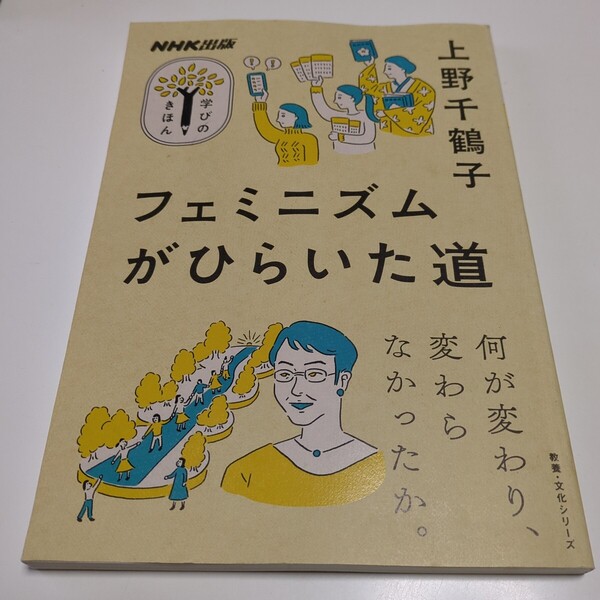 NHK出版
学びの
きほん
上野千鶴子
フェミニズム
がひらいた道
何が変わり、
変わら
なかったか。
教養・文化シリーズ